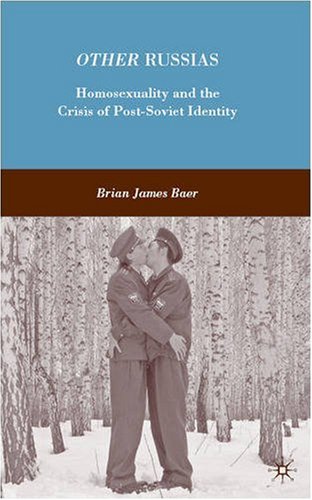 OTHER RUSSIAS
Homosexuality and the
Crisis of Post-Soviet Identity
Brian James Baer